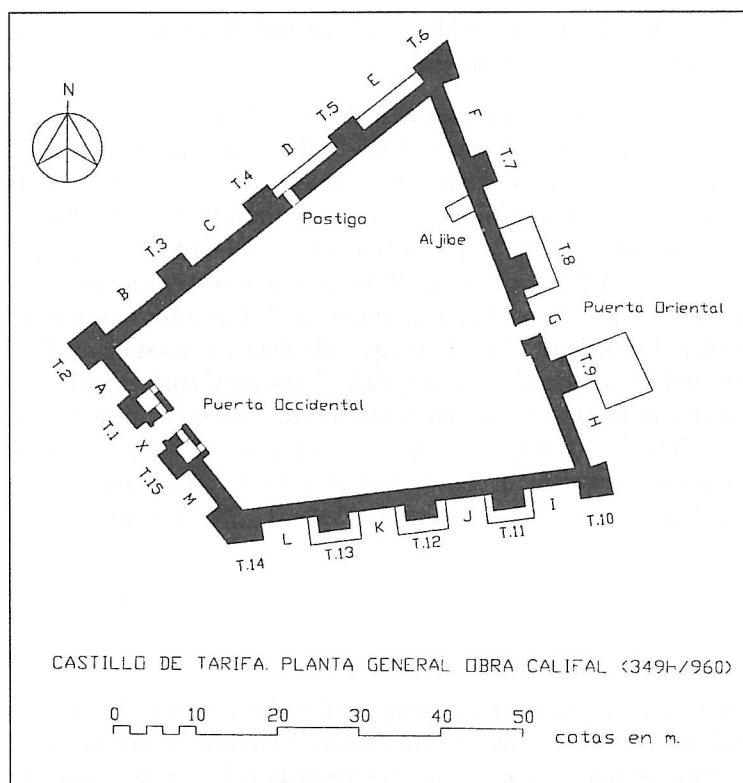 N
T.6
E
T.5
D
T.4
C
T.3
B
T.2
F
T.7
Postigo
Aljibe
T.8
G
Puerta Oriental
T.9
H
A
T.1
X
T.15
M
Puerta Occidental
T.14
L
T.13
K
T.12
J
T.11
I
T.10
CASTILLO DE TARIFA. PLANTA GENERAL OBRA CALIFAL (349H/960)
0 10 20 30 50
cotas en m.